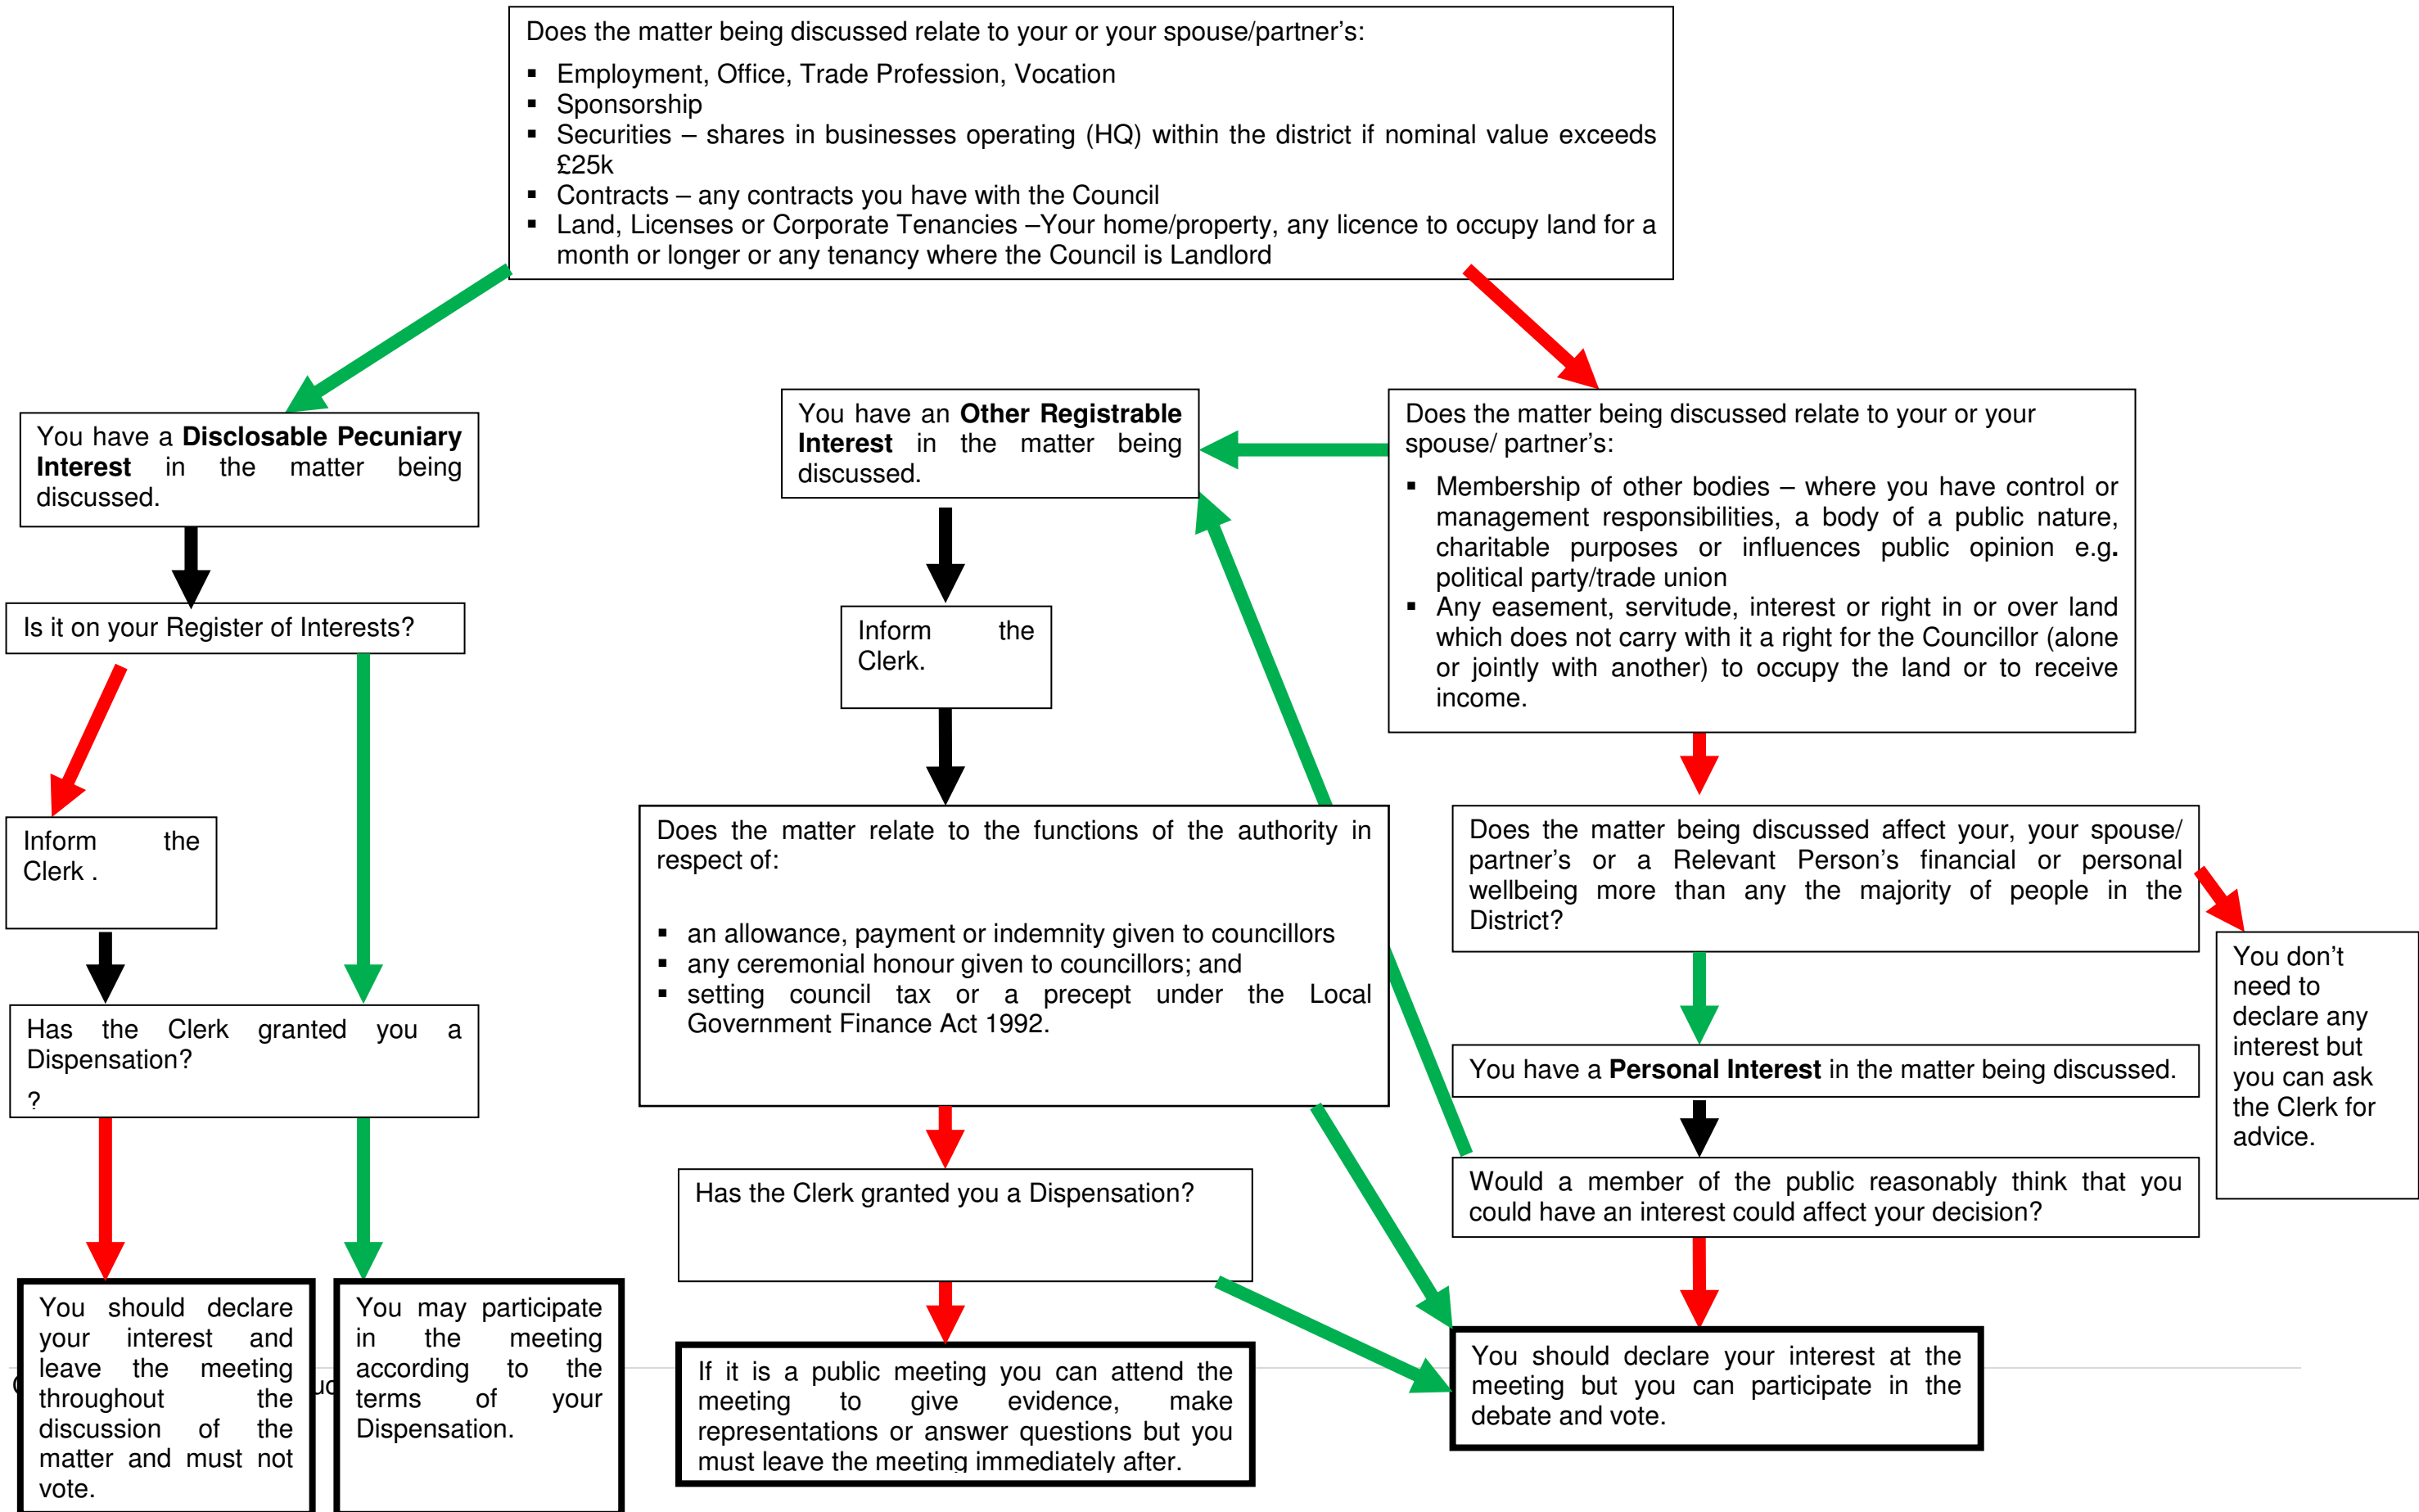 Does the matter being discussed relate to your or your spouse/partner's:
▪ Employment, Office, Trade Profession, Vocation
▪ Sponsorship
▪ Securities – shares in businesses operating (HQ) within the district if nominal value exceeds
£25k
▪ Contracts – any contracts you have with the Council
▪ Land, Licenses or Corporate Tenancies –Your home/property, any licence to occupy land for a
month or longer or any tenancy where the Council is Landlord
You have a Disclosable Pecuniary
Interest in the matter being
discussed.
Is it on your Register of Interests?
Inform the
Clerk .
Has the Clerk granted you a
Dispensation?
?
You should declare
your interest and
leave the meeting
throughout the
discussion of the
matter and must not
vote.
You may participate
in the meeting
according to the
terms of your
Dispensation.
You have an Other Registrable
Interest in the matter being
discussed.
Inform the
Clerk.
Does the matter relate to the functions of the authority in
respect of:
▪ an allowance, payment or indemnity given to councillors
▪ any ceremonial honour given to councillors; and
▪ setting council tax or a precept under the Local
Government Finance Act 1992.
Has the Clerk granted you a Dispensation?
If it is a public meeting you can attend the
meeting to give evidence, make
representations or answer questions but you
must leave the meeting immediately after.
Does the matter being discussed relate to your or your
spouse/ partner's:
▪ Membership of other bodies – where you have control or
management responsibilities, a body of a public nature,
charitable purposes or influences public opinion e.g.
political party/trade union
▪ Any easement, servitude, interest or right in or over land
which does not carry with it a right for the Councillor (alone
or jointly with another) to occupy the land or to receive
income.
Does the matter being discussed affect your, your spouse/
partner's or a Relevant Person's financial or personal
wellbeing more than any the majority of people in the
District?
You have a Personal Interest in the matter being discussed.
Would a member of the public reasonably think that you
could have an interest could affect your decision?
You should declare your interest at the
meeting but you can participate in the
debate and vote.
You don't
need to
declare any
interest but
you can ask
the Clerk for
advice.